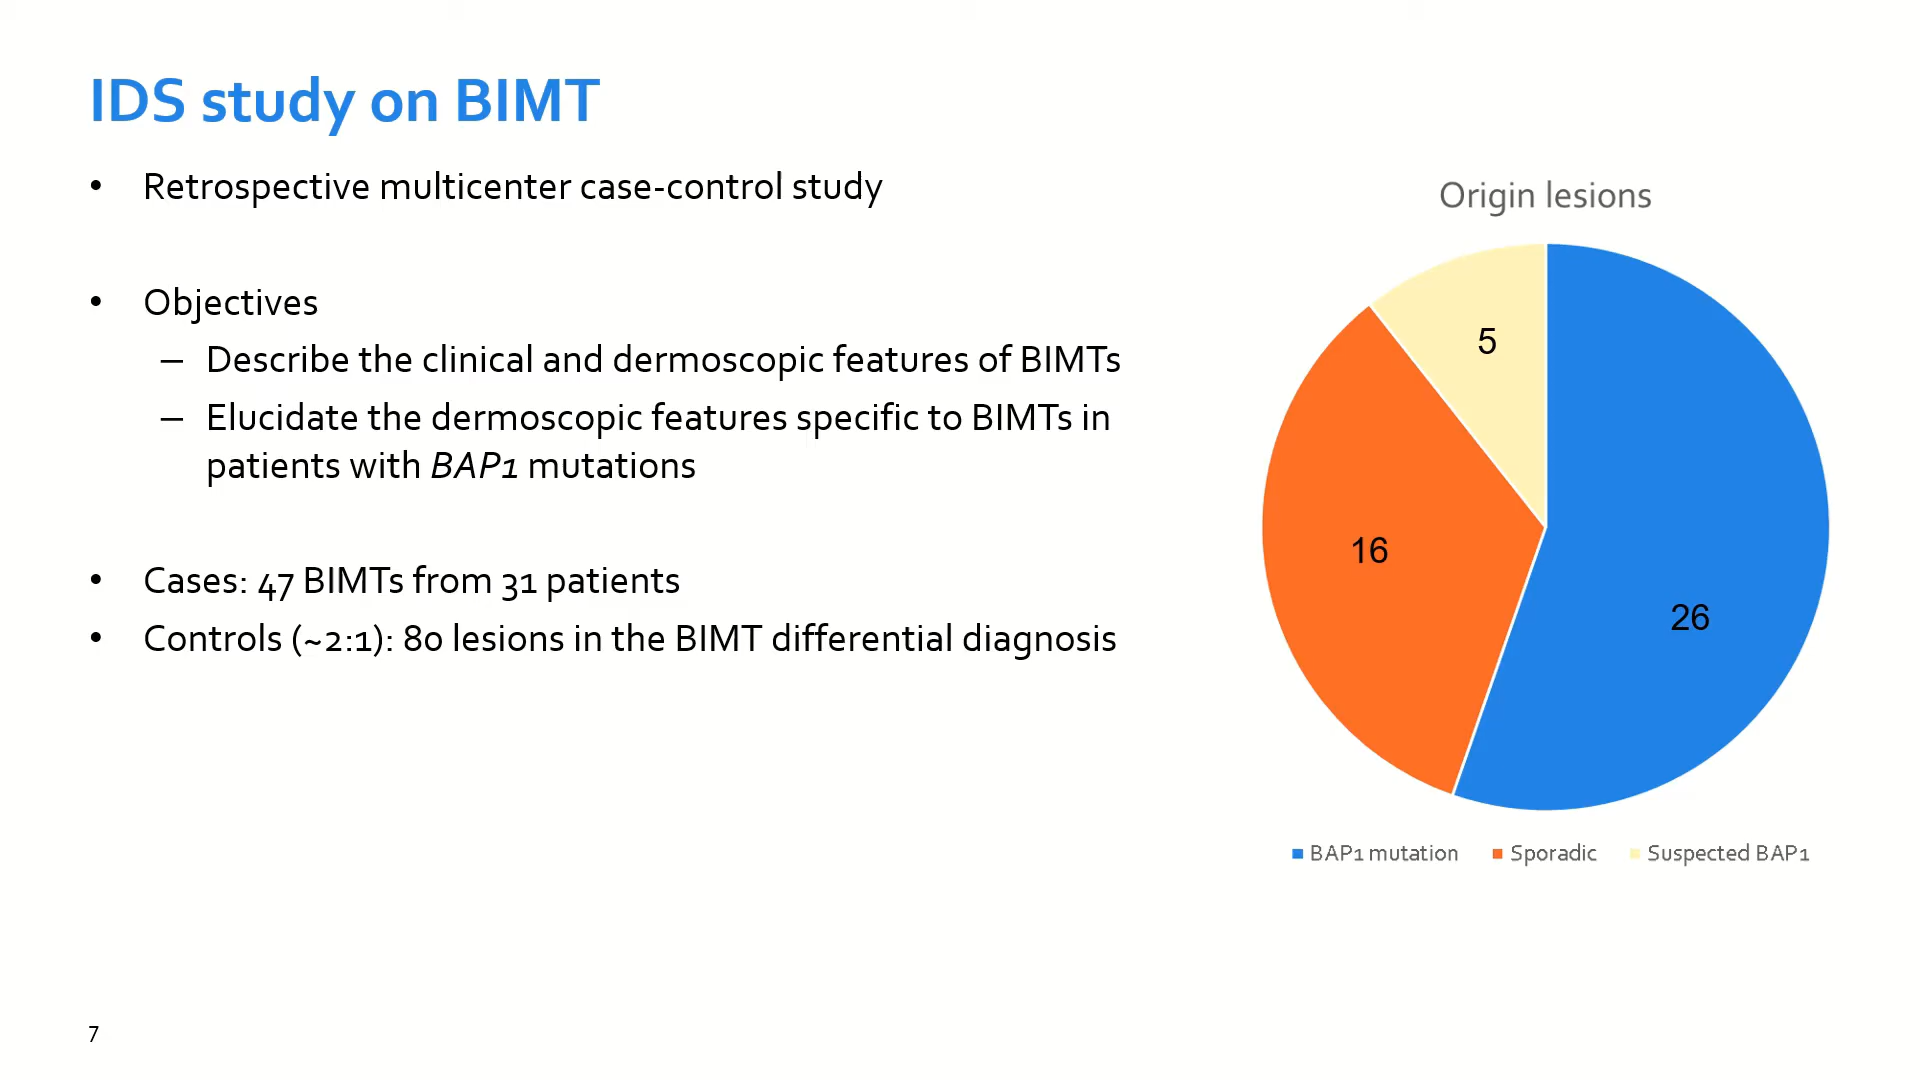 IDS study on BIMT
• Retrospective multicenter case-control study
• Objectives
– Describe the clinical and dermoscopic features of BIMTs
– Elucidate the dermoscopic features specific to BIMTs in
patients with BAP1 mutations
• Cases: 47 BIMTs from 31 patients
• Controls (~2:1): 80 lesions in the BIMT differential diagnosis
Origin lesions
5
16
26
BAP1 mutation Sporadic Suspected BAP1
7